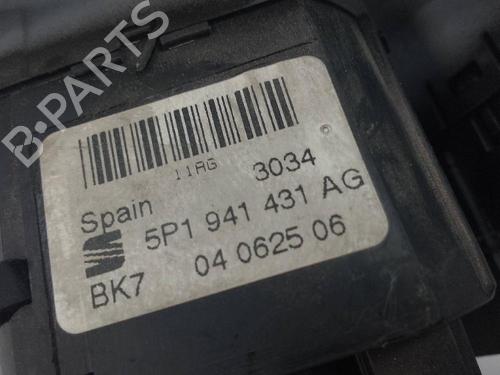 B-PARTS
11AG
3034
Spain
5P1 941 431 AG
BK7 04 0625 06